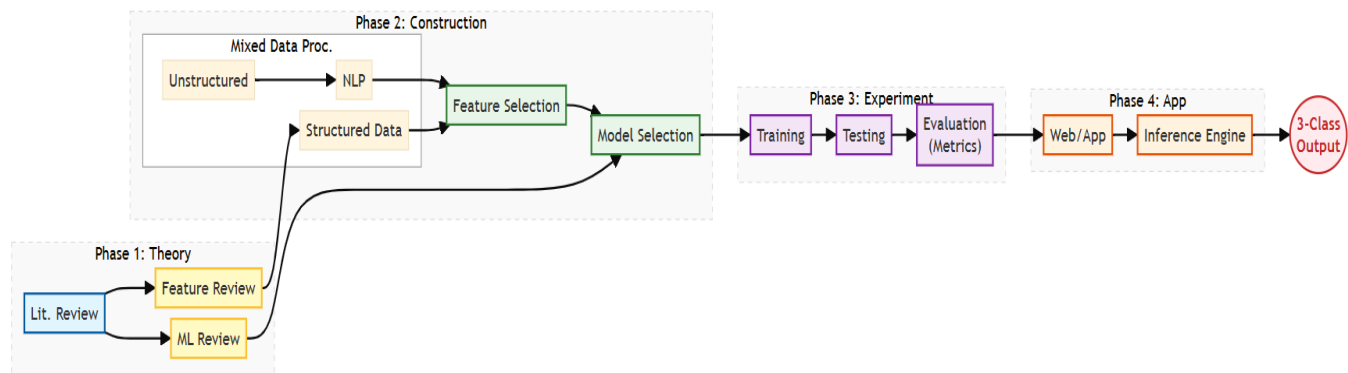 Phase 2: Construction
Mixed Data Proc.
Unstructured
NLP
Structured Data
Feature Selection
Model Selection
Phase 3: Experiment
Training
Testing
Evaluation
(Metrics)
Phase 4: App
Web/App
Inference Engine
3-Class
Output
Phase 1: Theory
Lit. Review
Feature Review
ML Review